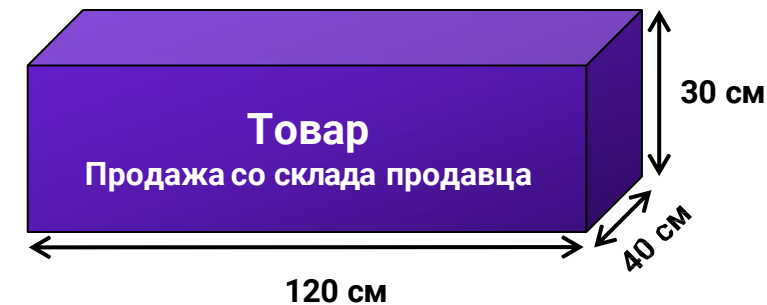 Товар
Продажа со склада продавца
30 см
40 см
120 см